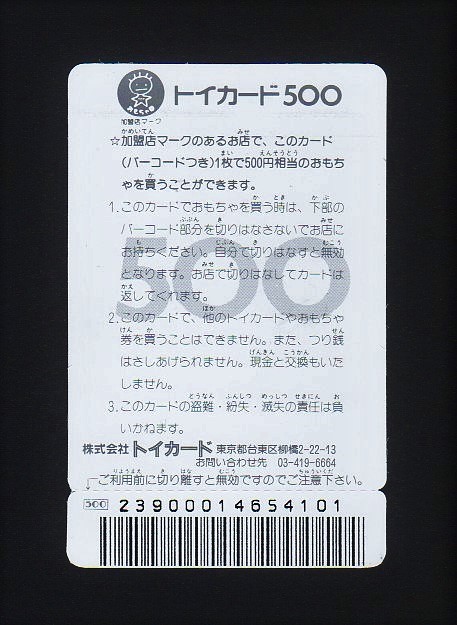 トイカード500
おもちゃの日
加盟店マーク
☆加盟店マークのあるお店で、このカード
(バーコードつき)1枚で500円相当のおもち
ゃを買うことができます。
1.このカードでおもちゃを買う時は、下部の
バーコード部分を切りはなさないでお店に
お持ちください。自分で切りはなすと無効
となります。お店で切りはなしてカードは
返してくれます。
2.このカードで、他のトイカードやおもちゃ
券を買うことはできません。また、つり銭
はさしあげられません。現金と交換もいた
しません。
3.このカードの盗難・紛失・滅失の責任は負
いかねます。
株式会社 トイカード 東京都台東区柳橋2-22-13
お問い合わせ先 03-419-6664
ご利用前に切り離すと無効ですのでご注意下さい。
500 23900014654101